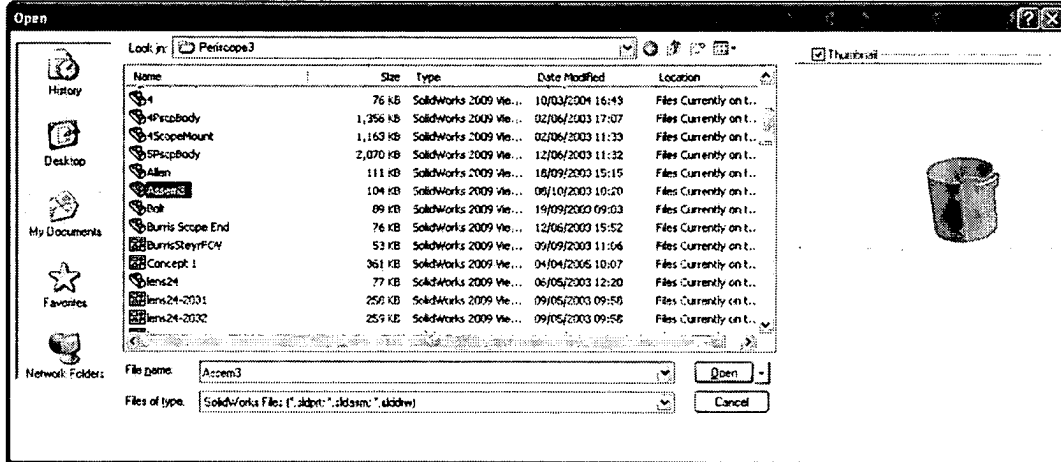 Open
Look in: Periscope3
Thumbnail
History
Desktop
My Documents
Favorites
Network Folders
Name Size Type Date Modified Location
4 76 KB SolidWorks 2009 Vie... 10/03/2004 16:43 Files Currently on t...
4PscpBody 1,356 KB SolidWorks 2009 Vie... 02/06/2003 17:07 Files Currently on t...
4ScopeMount 1,163 KB SolidWorks 2009 Vie... 02/06/2003 11:33 Files Currently on t...
5PscpBody 2,070 KB SolidWorks 2009 Vie... 12/06/2003 11:32 Files Currently on t...
Allen 111 KB SolidWorks 2009 Vie... 18/09/2003 15:15 Files Currently on t...
Assem3 104 KB SolidWorks 2009 Vie... 08/10/2003 10:20 Files Currently on t...
Bolt 89 KB SolidWorks 2009 Vie... 19/09/2003 09:03 Files Currently on t...
Burris Scope End 76 KB SolidWorks 2009 Vie... 12/06/2003 15:52 Files Currently on t...
BurrisSteyrFOV 53 KB SolidWorks 2009 Vie... 09/09/2003 11:06 Files Currently on t...
Concept 1 361 KB SolidWorks 2009 Vie... 04/04/2005 10:07 Files Currently on t...
lens24 77 KB SolidWorks 2009 Vie... 06/05/2003 12:20 Files Currently on t...
lens24-2031 258 KB SolidWorks 2009 Vie... 09/05/2003 09:58 Files Currently on t...
lens24-2032 259 KB SolidWorks 2009 Vie... 09/05/2003 09:58 Files Currently on t...
File name: Assem3 Open
Files of type: SolidWorks Files (*.sldprt; *.sldasm; *.slddrw) Cancel